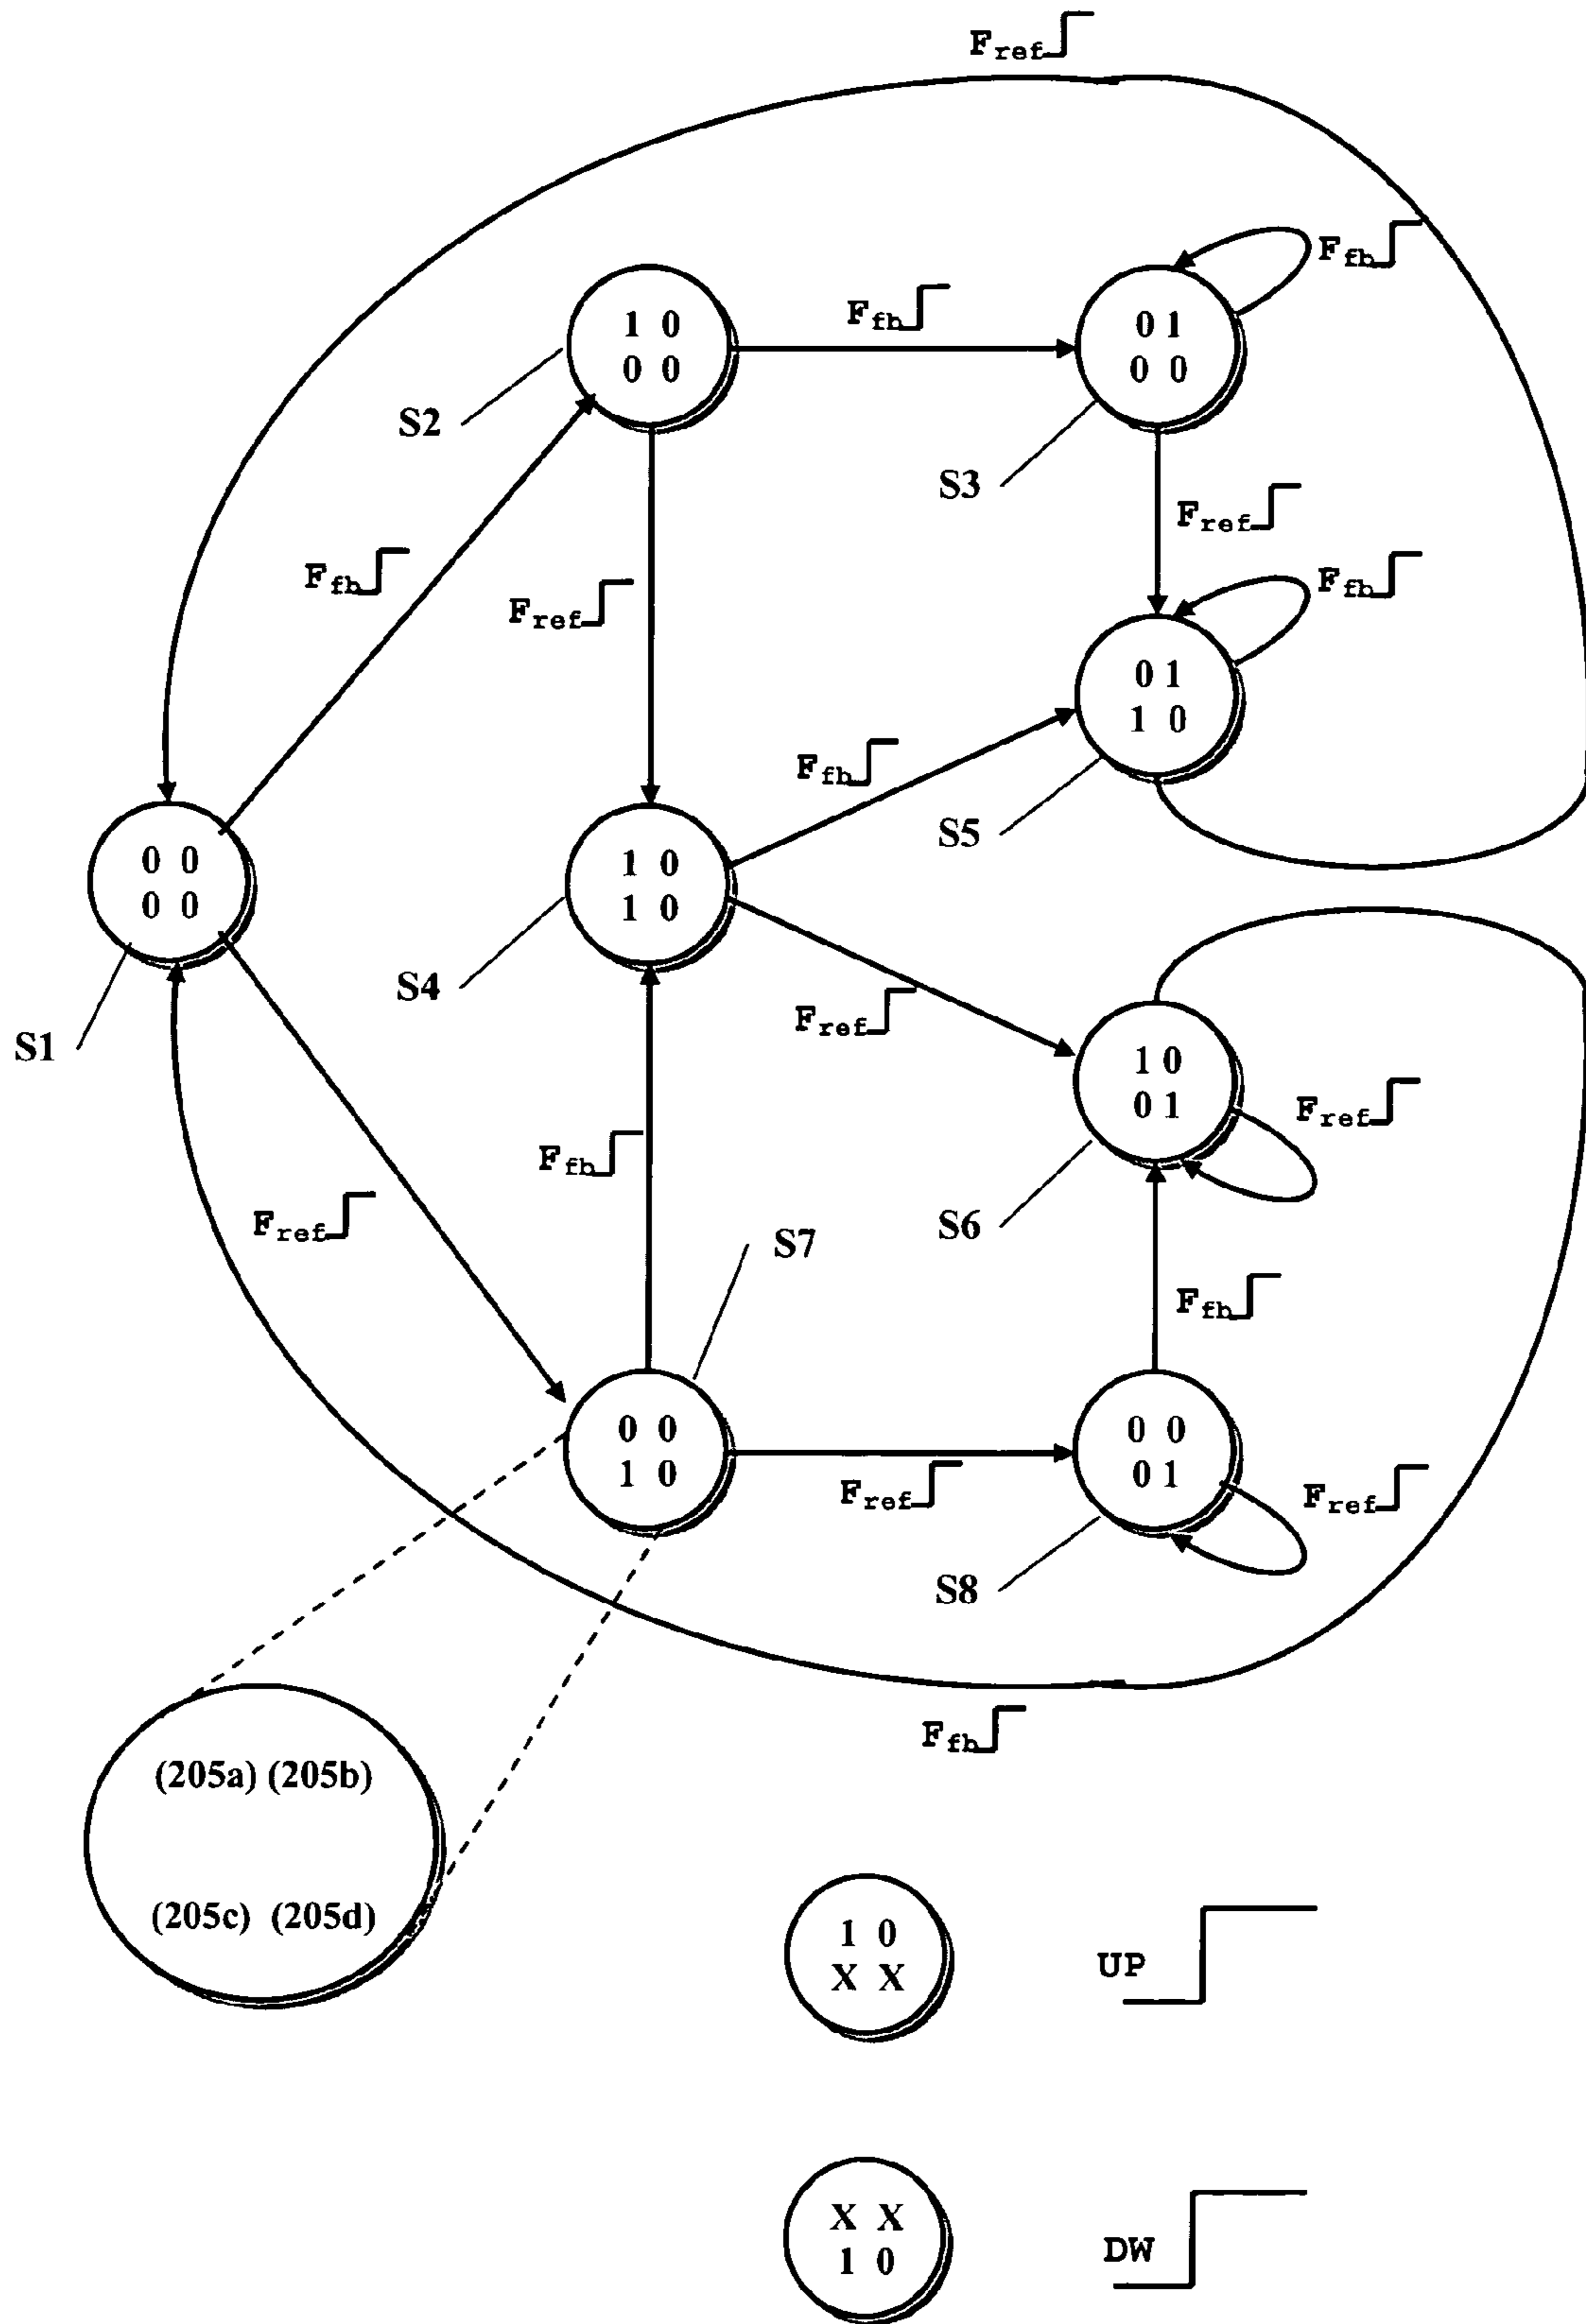 Fref
Ffb
1 0
0 0
Ffb
0 1
0 0
S2
S3
Fref
Ffb
Fref
Ffb
0 1
1 0
Ffb
S5
0 0
0 0
1 0
1 0
S4
Fref
S1
1 0
0 1
Fref
Ffb
Fref
S6
S7
Ffb
0 0
1 0
0 0
0 1
Fref
Fref
S8
Ffb
(205a) (205b)
(205c) (205d)
1 0
X X
UP
X X
1 0
DW